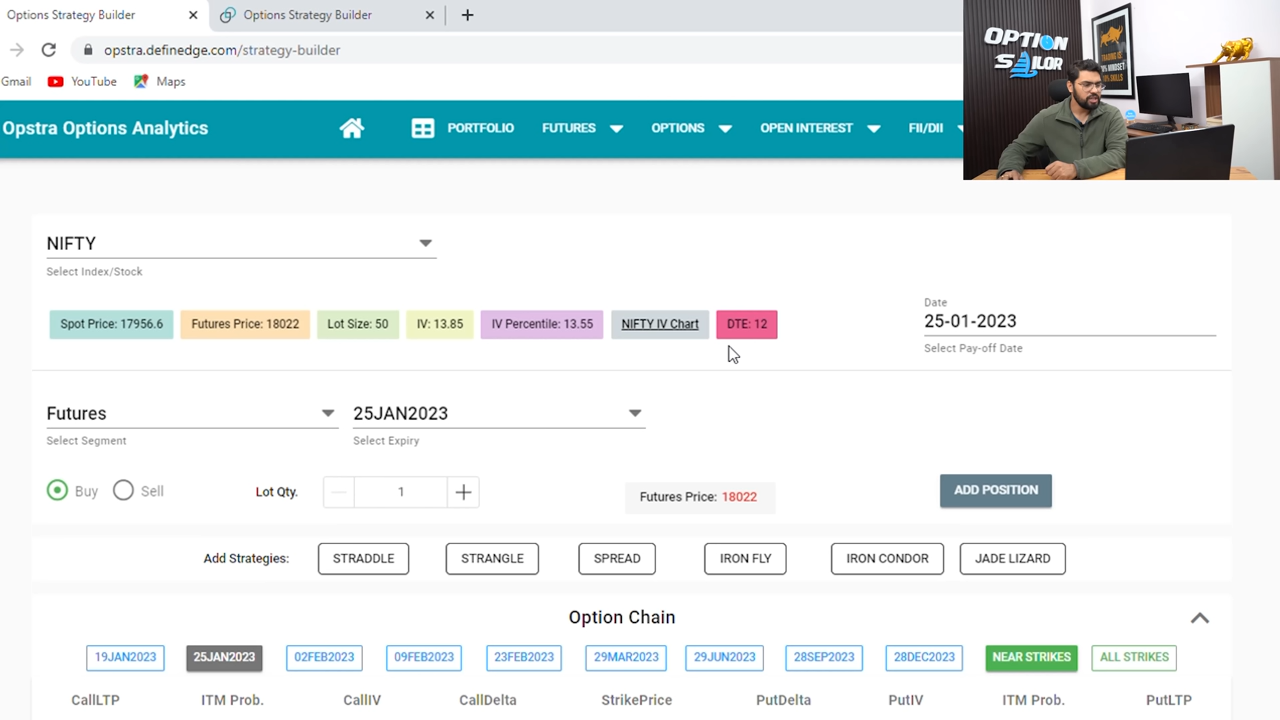 Options Strategy Builder
Options Strategy Builder
opstra.definedge.com/strategy-builder
Gmail YouTube Maps
OPTION
SAILOR
Opstra Options Analytics
PORTFOLIO FUTURES OPTIONS OPEN INTEREST FII/DII
NIFTY
Select Index/Stock
Spot Price: 17956.6 Futures Price: 18022 Lot Size: 50 IV: 13.85 IV Percentile: 13.55 NIFTY IV Chart DTE: 12
Date
25-01-2023
Select Pay-off Date
Futures 25JAN2023
Select Segment Select Expiry
Buy Sell Lot Qty. 1 Futures Price: 18022 ADD POSITION
Add Strategies: STRADDLE STRANGLE SPREAD IRON FLY IRON CONDOR JADE LIZARD
Option Chain
19JAN2023 25JAN2023 02FEB2023 09FEB2023 23FEB2023 29MAR2023 29JUN2023 28SEP2023 28DEC2023 NEAR STRIKES ALL STRIKES
CallLTP ITM Prob. CallIV CallDelta StrikePrice PutDelta PutIV ITM Prob. PutLTP